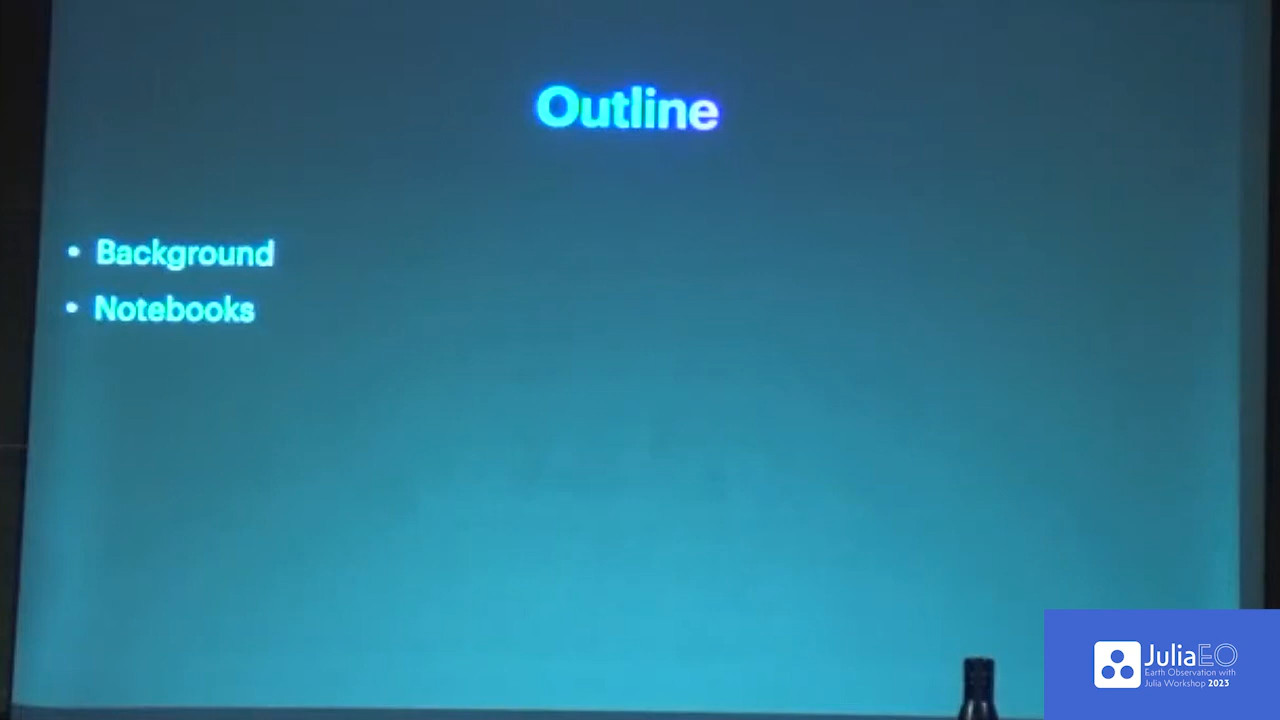 Outline
• Background
• Notebooks
JuliaEO
Earth Observation with
Julia Workshop 2023